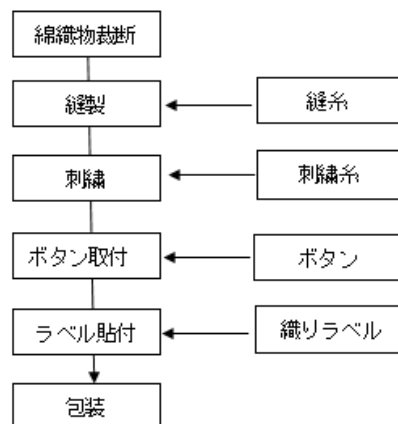 綿織物裁断
縫製
縫糸
刺繍
刺繍糸
ボタン取付
ボタン
ラベル貼付
織りラベル
包装